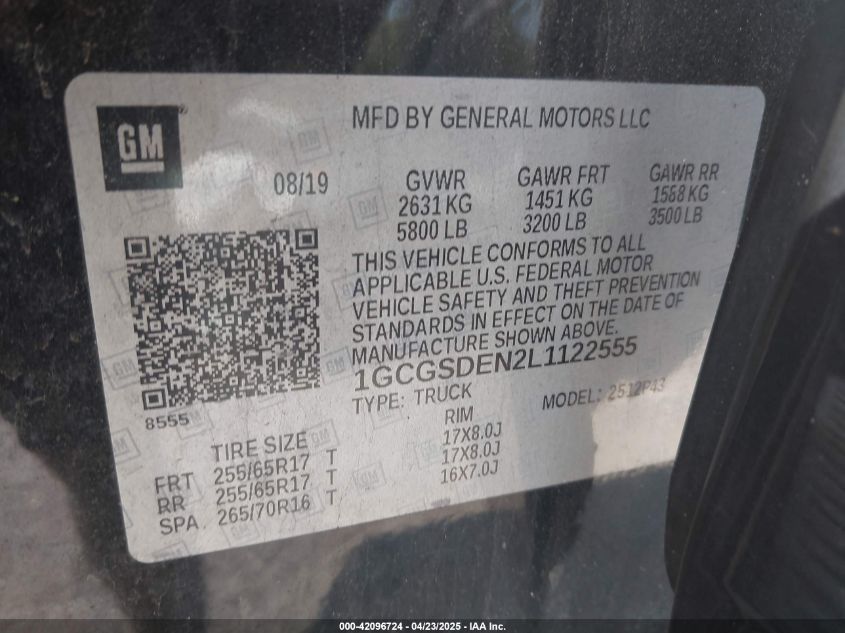 GM
®
MFD BY GENERAL MOTORS LLC
08/19
GVWR
2631 KG
5800 LB
GAWR FRT
1451 KG
3200 LB
GAWR RR
1588 KG
3500 LB
THIS VEHICLE CONFORMS TO ALL
APPLICABLE U.S. FEDERAL MOTOR
VEHICLE SAFETY AND THEFT PREVENTION
STANDARDS IN EFFECT ON THE DATE OF
MANUFACTURE SHOWN ABOVE.
1GCGSDEN2L1122555
TYPE: TRUCK
MODEL: 2512P43
8555
TIRE SIZE
RIM
FRT 255/65R17 T 17X8.0J
RR 255/65R17 T 17X8.0J
SPA. 265/70R16 T 16X7.0J
000-42096724 - 04/23/2025 - IAA Inc.